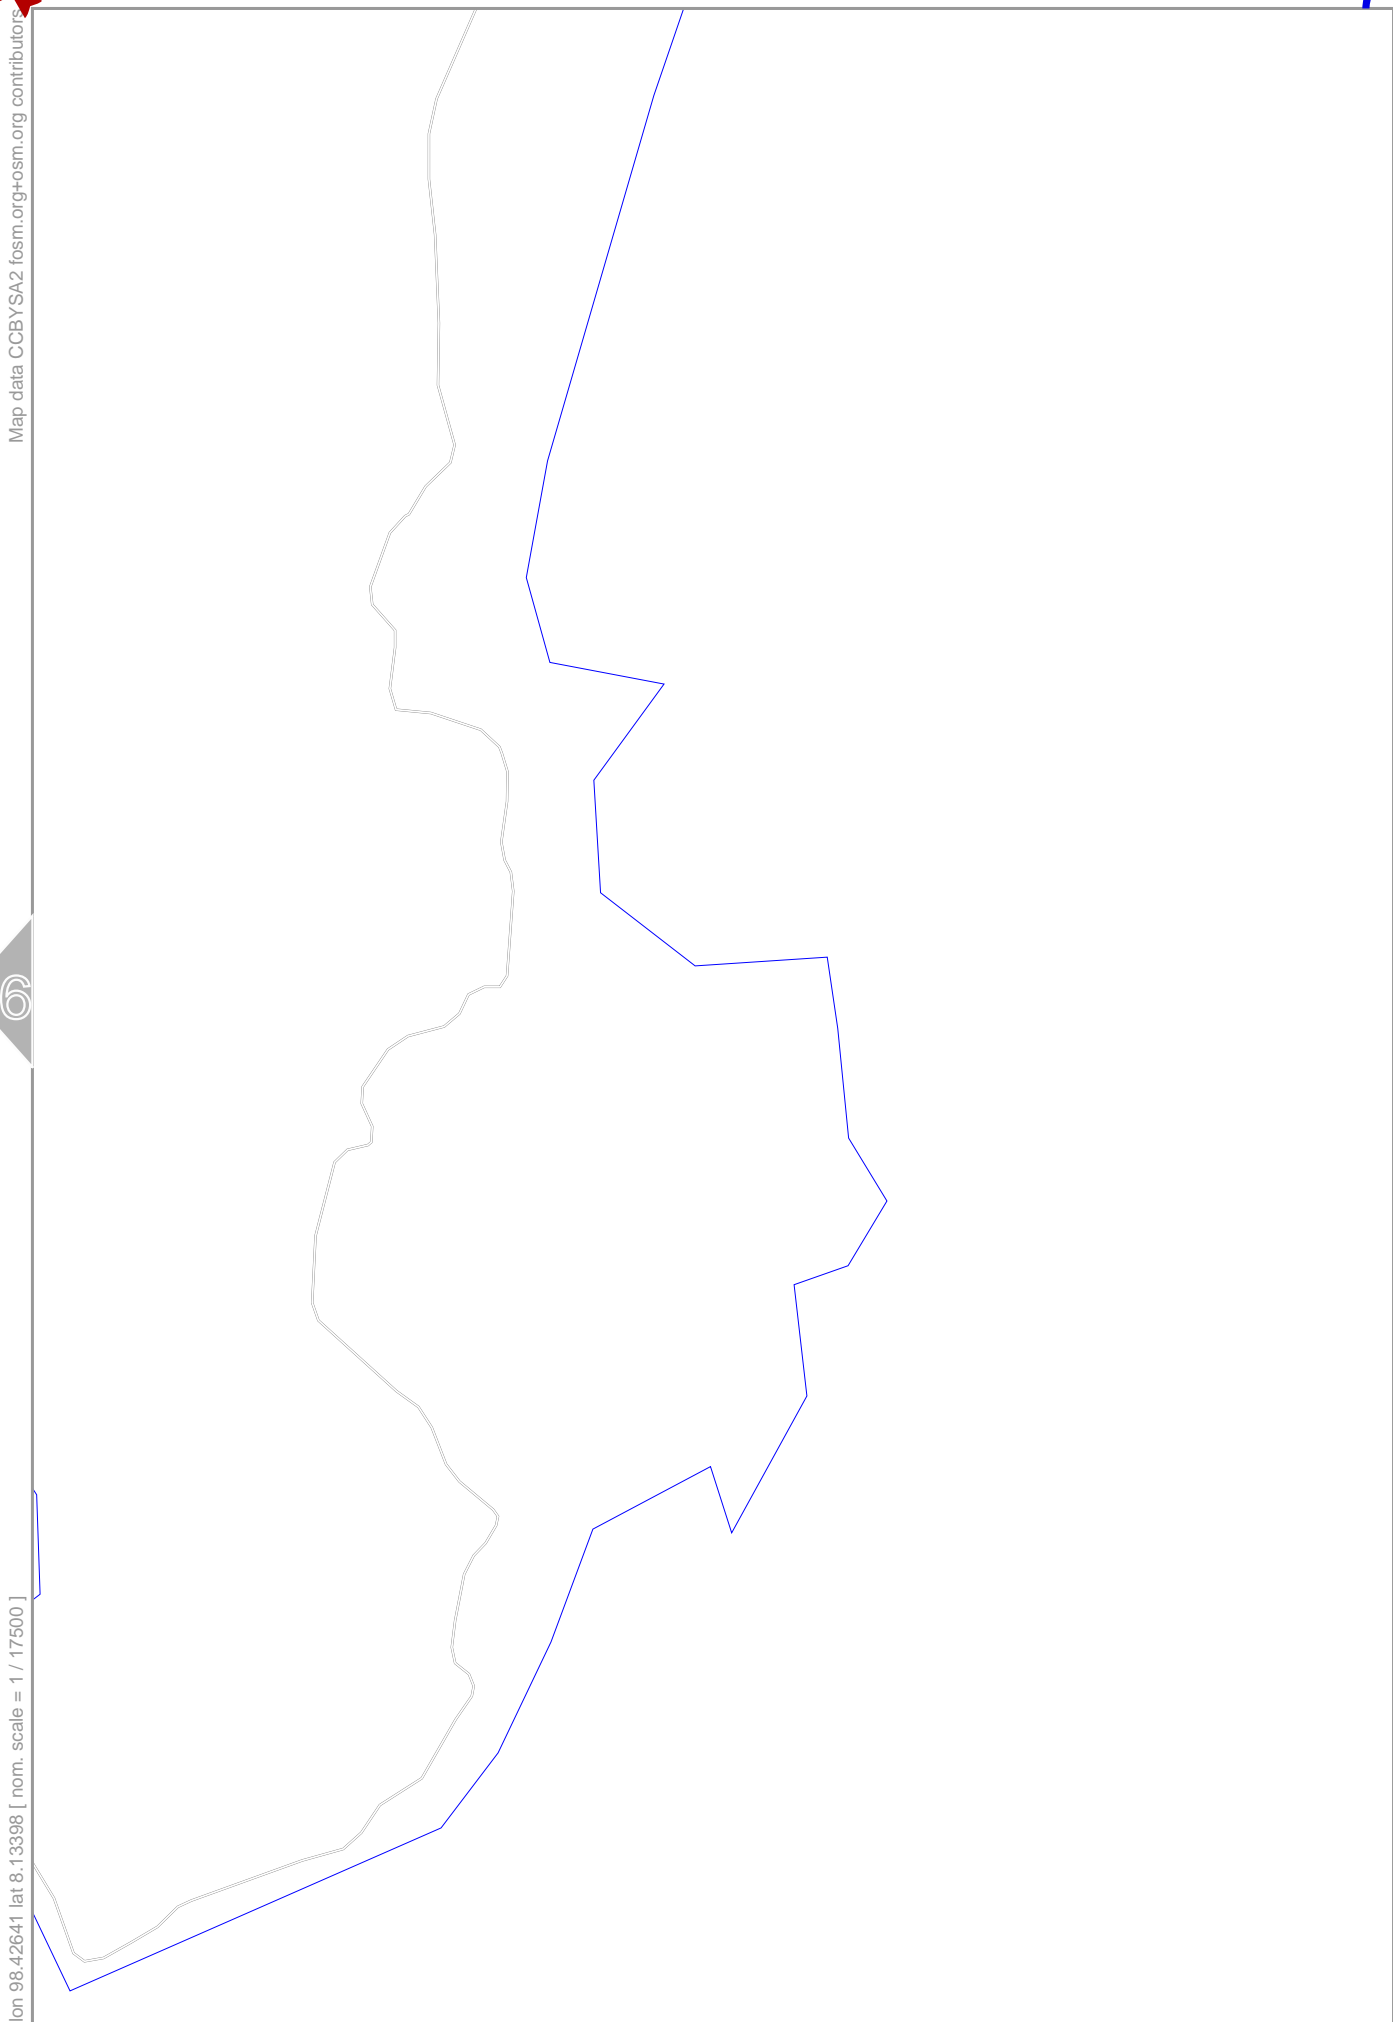 Map data CCBYSA2 fosm.org+osm.org contributors
6
lon 98.42641 lat 8.13398 [ nom. scale = 1 / 17500 ]